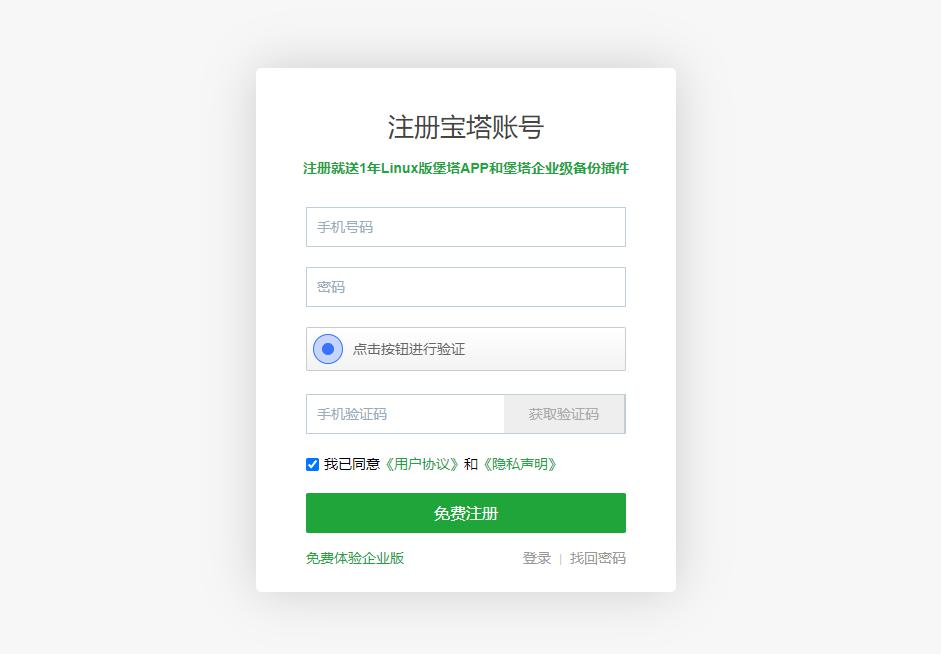 注册宝塔账号
注册就送1年Linux版堡塔APP和堡塔企业级备份插件
手机号码
密码
点击按钮进行验证
手机验证码 获取验证码
我已同意《用户协议》和《隐私声明》
免费注册
免费体验企业版 登录 | 找回密码